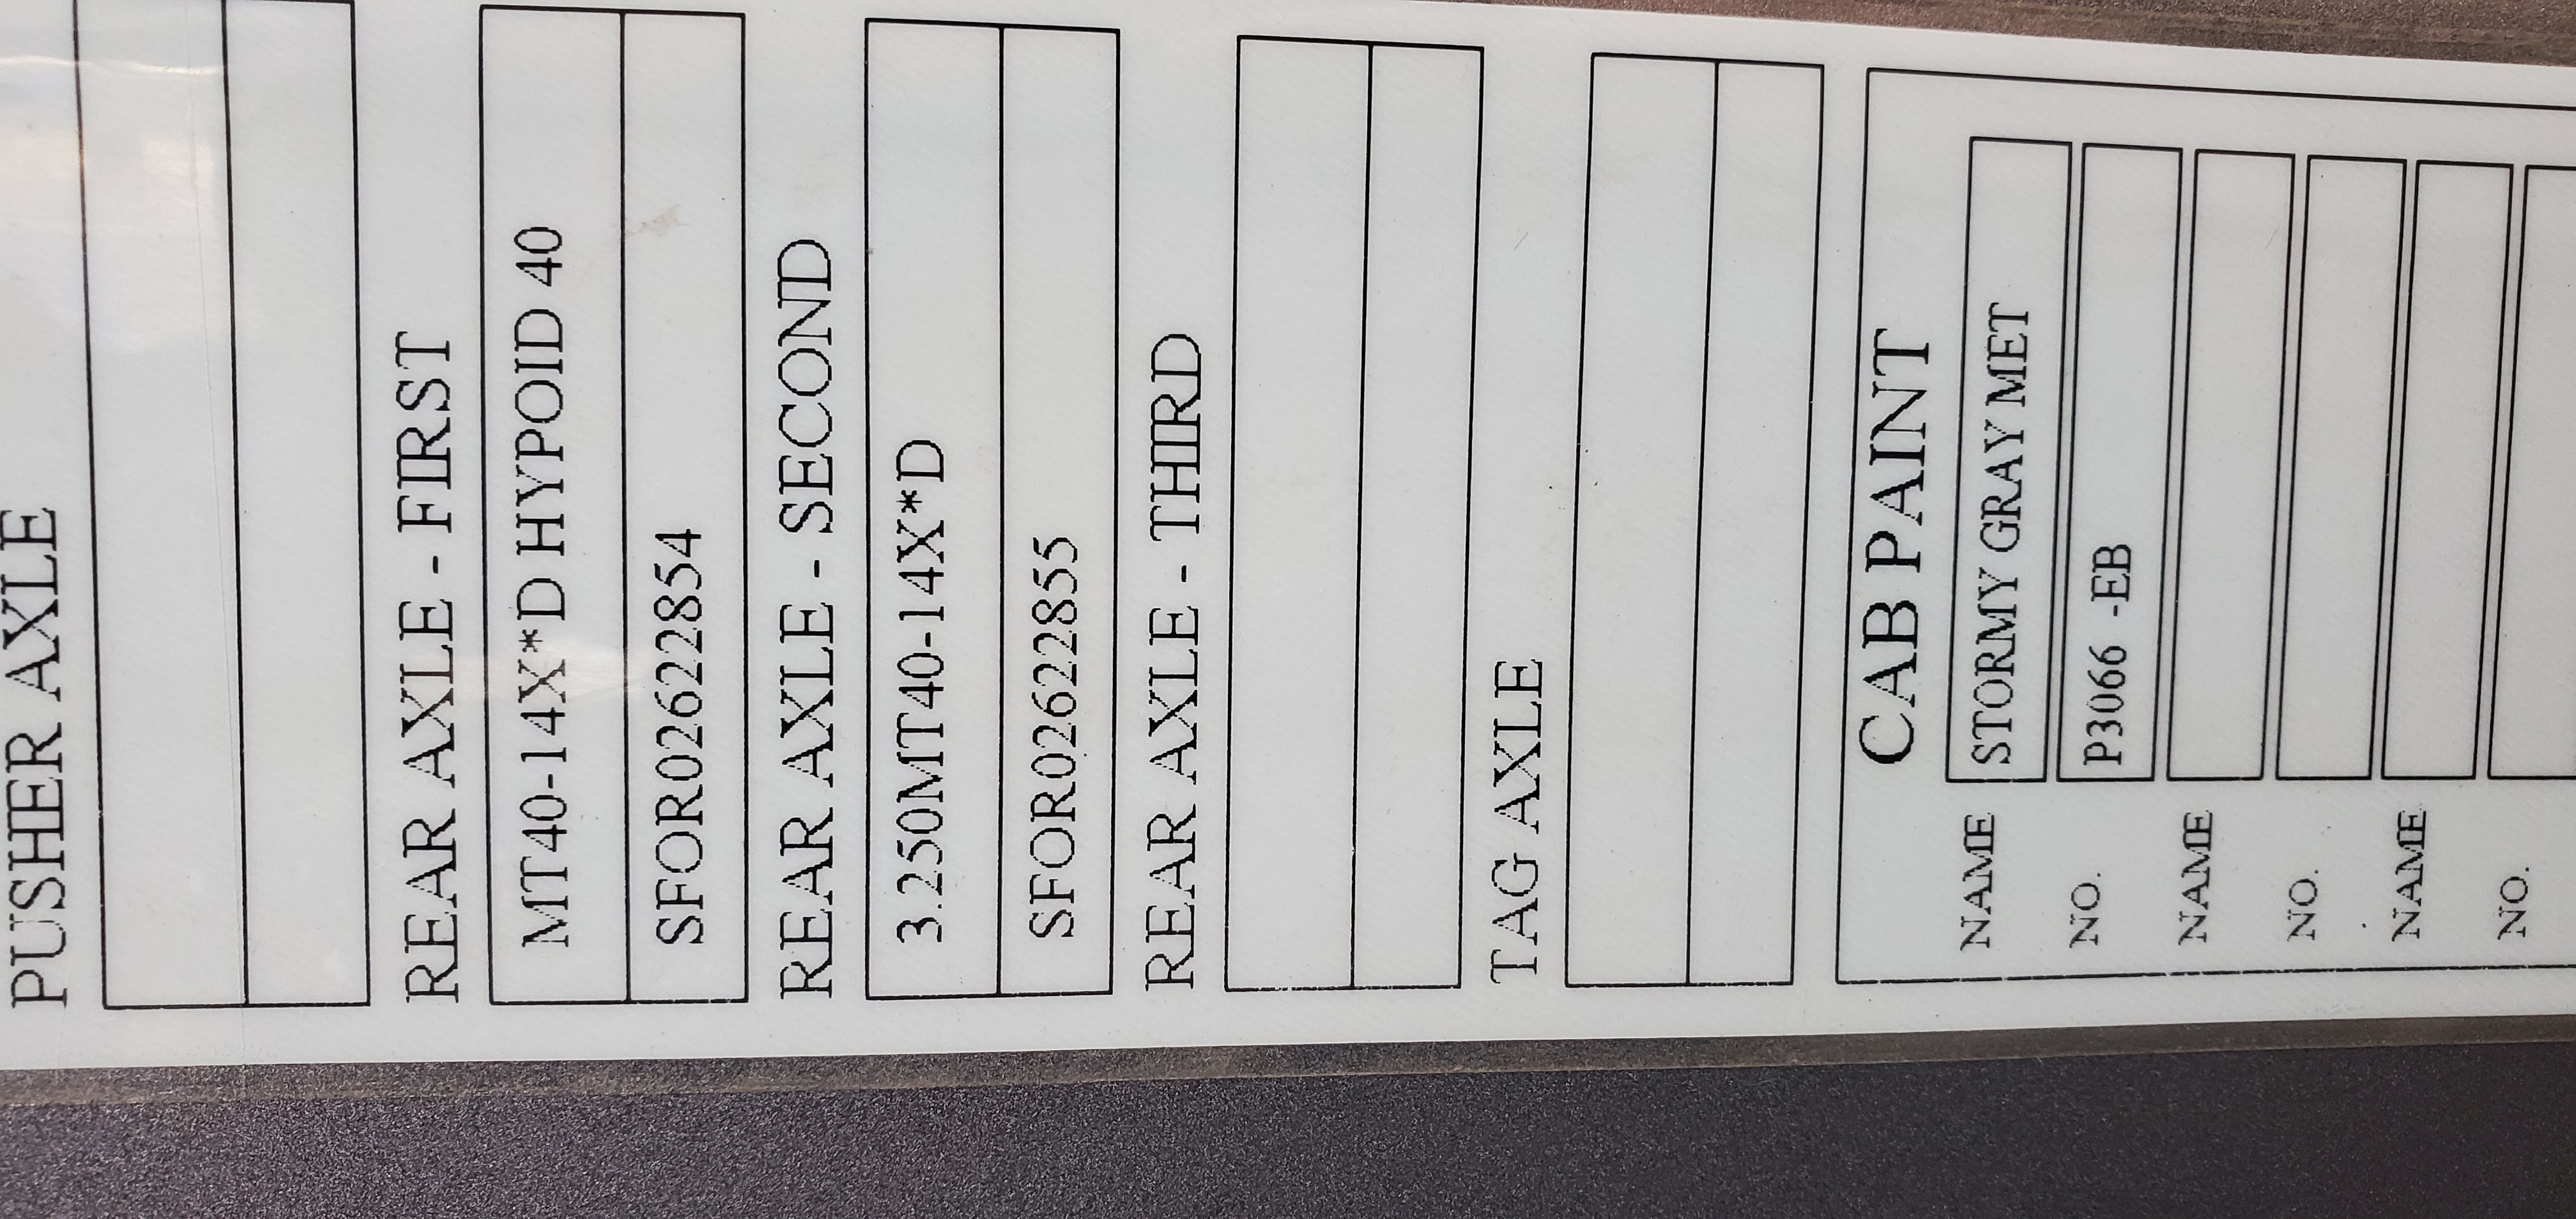 PUSHER AXLE
REAR AXLE - FIRST
MT40-14X*D HYPOID 40
SFOR02622854
REAR AXLE - SECOND
3.250MT40-14X*D
SFOR02622855
REAR AXLE - THIRD
TAG AXLE
CAB PAINT
NAME STORMY GRAY MET
NO. P3066 -EB
NAME
NO.
NAME
NO.